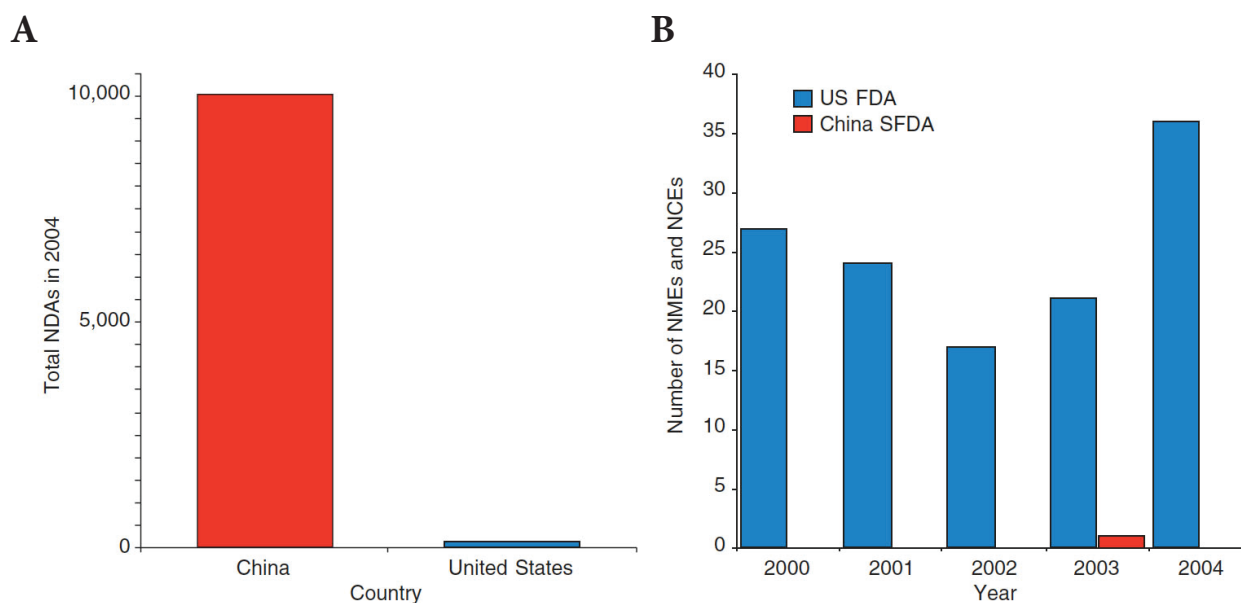 A
Total NDAs in 2004
10,000
5,000
0
China
United States
Country
B
Number of NMEs and NCEs
40
35
30
25
20
15
10
5
0
US FDA
China SFDA
2000
2001
2002
2003
2004
Year